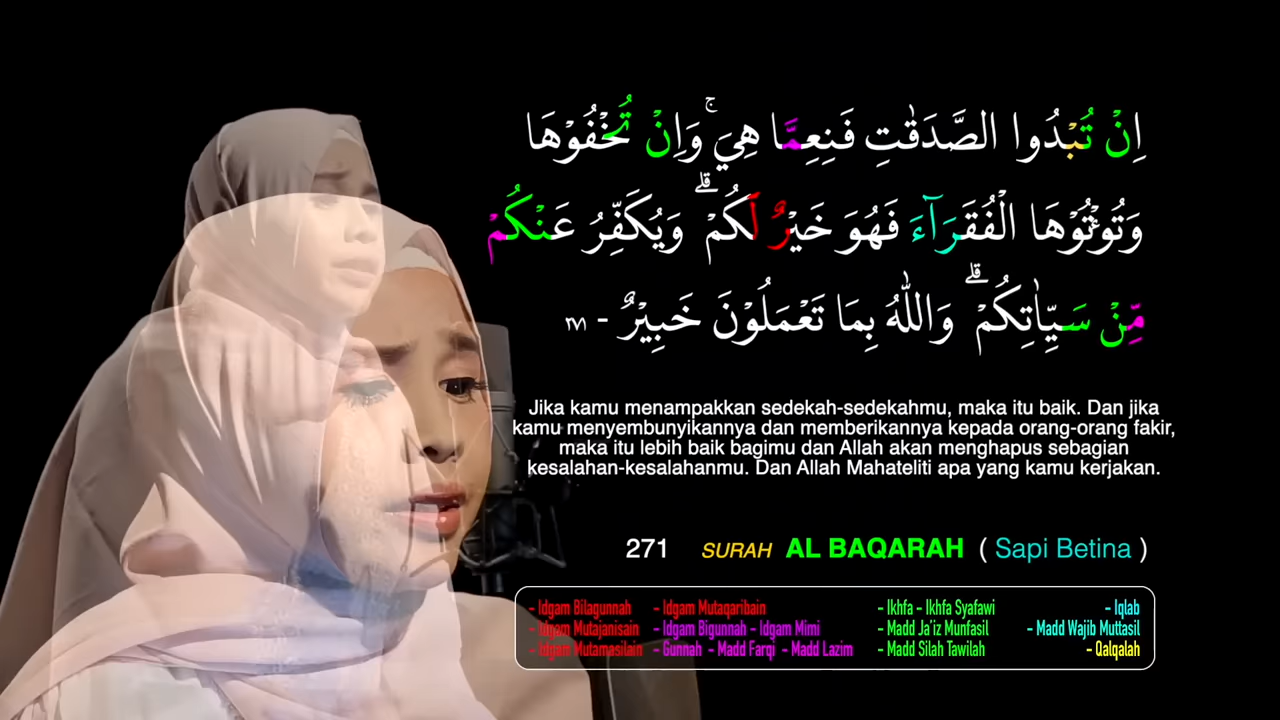 اِنْ تُبْدُوا الصَّدَقٰتِ فَنِعِمَّا هِيَۚ وَاِنْ تُخْفُوْهَا
وَتُؤْتُوْهَا الْفُقَرَاۤءَ فَهُوَ خَيْرٌ لَّكُمْۗ وَيُكَفِّرُ عَنْكُمْ
مِّنْ سَيِّاٰتِكُمْۗ وَاللّٰهُ بِمَا تَعْمَلُوْنَ خَبِيْرٌ - ٢٧١
Jika kamu menampakkan sedekah-sedekahmu, maka itu baik. Dan jika
kamu menyembunyikannya dan memberikannya kepada orang-orang fakir,
maka itu lebih baik bagimu dan Allah akan menghapus sebagian
kesalahan-kesalahanmu. Dan Allah Mahateliti apa yang kamu kerjakan.
271 SURAH AL BAQARAH ( Sapi Betina )
- Idgam Bilagunnah - Idgam Mutaqaribain - Ikhfa - Ikhfa Syafawi - Iqlab
- Idgam Mutajanisain - Idgam Bigunnah - Idgam Mimi - Madd Ja'iz Munfasil - Madd Wajib Muttasil
- Idgam Mutamasilain - Gunnah - Madd Farqi - Madd Lazim - Madd Silah Tawilah - Qalqalah